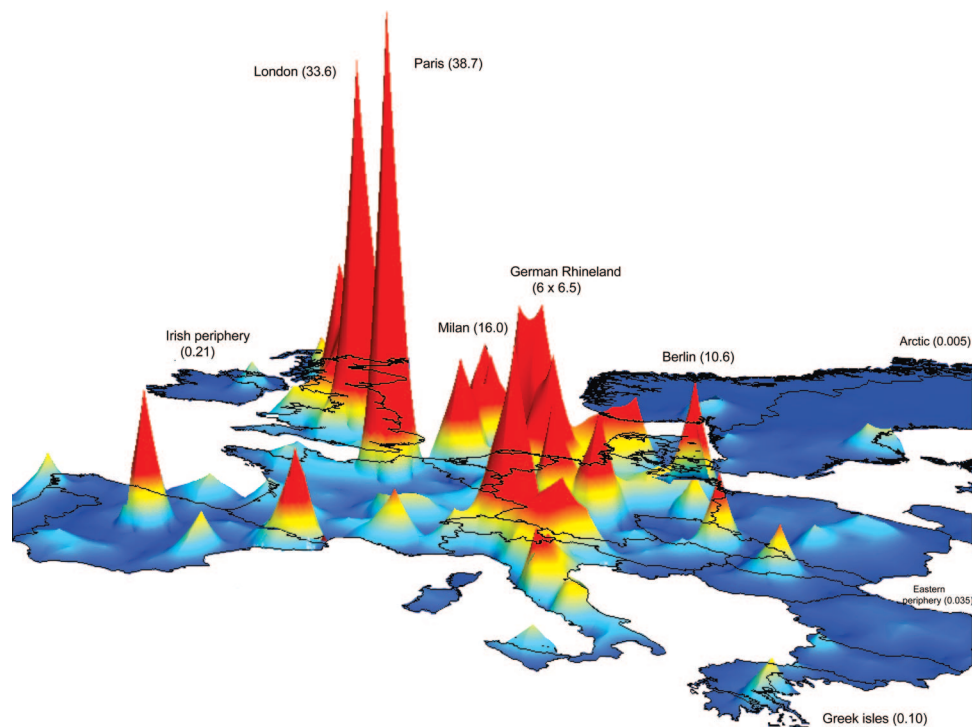 London (33.6)
Paris (38.7)
German Rhineland
(6 x 6.5)
Milan (16.0)
Irish periphery
(0.21)
Berlin (10.6)
Arctic (0.005)
Eastern
periphery (0.035)
Greek isles (0.10)